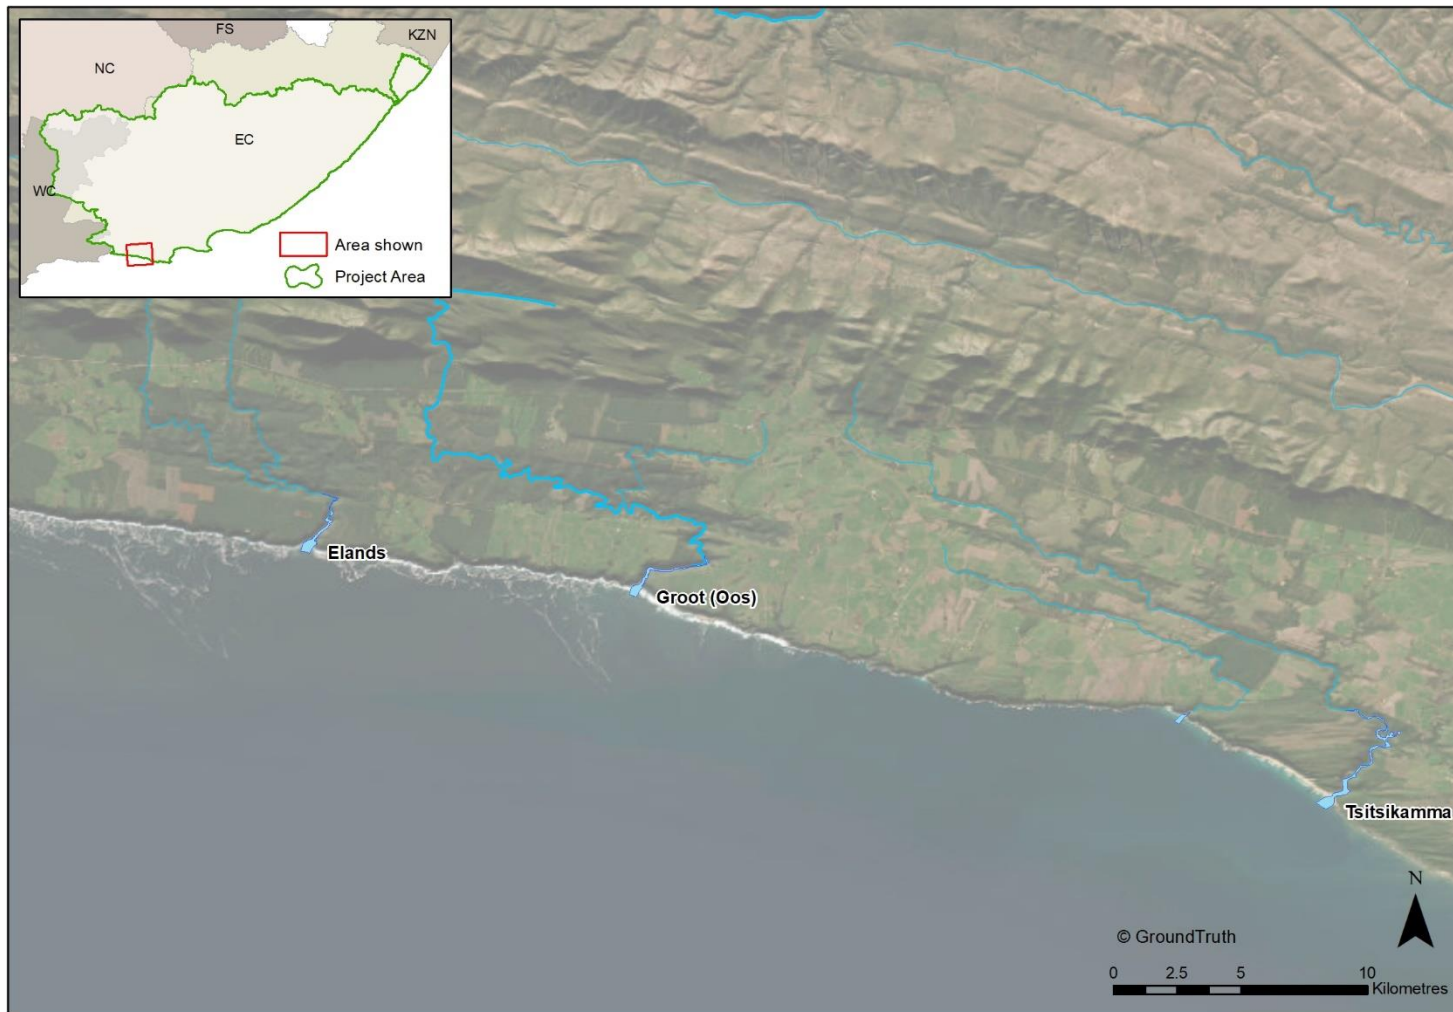 FS
KZN
NC
EC
WC
Area shown
Project Area
Elands
Groot (Oos)
Tsitsikamma
N
© GroundTruth
0 2.5 5 10
Kilometres